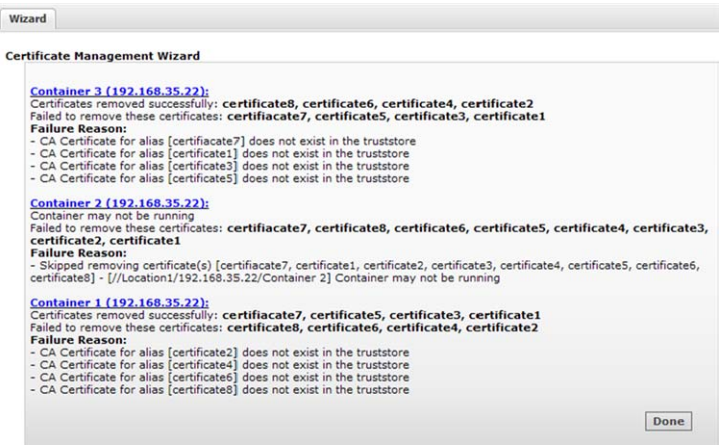 Wizard
Certificate Management Wizard
Container 3 (192.168.35.22):
Certificates removed successfully: certificate8, certificate6, certificate4, certificate2
Failed to remove these certificates: certifiacate7, certificate5, certificate3, certificate1
Failure Reason:
- CA Certificate for alias [certifiacate7] does not exist in the truststore
- CA Certificate for alias [certificate1] does not exist in the truststore
- CA Certificate for alias [certificate3] does not exist in the truststore
- CA Certificate for alias [certificate5] does not exist in the truststore
Container 2 (192.168.35.22):
Container may not be running
Failed to remove these certificates: certifiacate7, certificate8, certificate6, certificate5, certificate4, certificate3,
certificate2, certificate1
Failure Reason:
- Skipped removing certificate(s) [certifiacate7, certificate1, certificate2, certificate3, certificate4, certificate5, certificate6,
certificate8] - [//Location1/192.168.35.22/Container 2] Container may not be running
Container 1 (192.168.35.22):
Certificates removed successfully: certifiacate7, certificate5, certificate3, certificate1
Failed to remove these certificates: certificate8, certificate6, certificate4, certificate2
Failure Reason:
- CA Certificate for alias [certificate2] does not exist in the truststore
- CA Certificate for alias [certificate4] does not exist in the truststore
- CA Certificate for alias [certificate6] does not exist in the truststore
- CA Certificate for alias [certificate8] does not exist in the truststore
Done